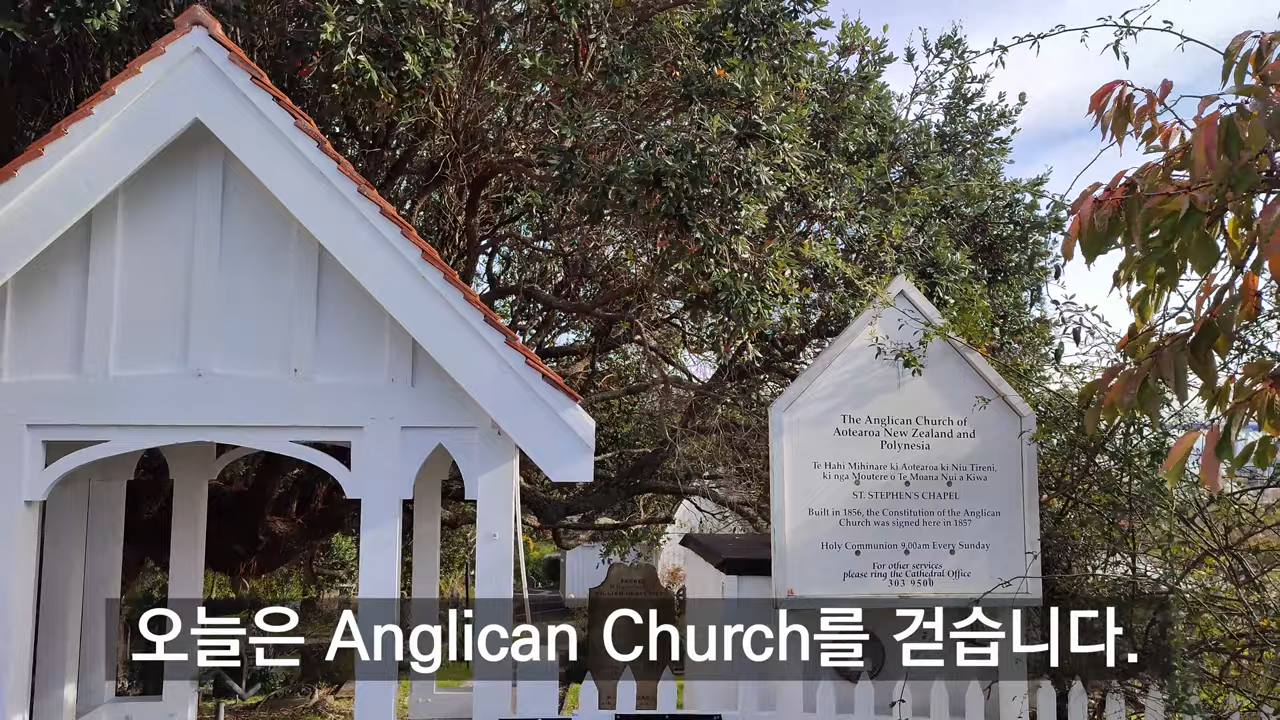 The Anglican Church of
Aotearoa New Zealand and
Polynesia
Te Hahi Mihinare ki Aotearoa ki Niu Tireni,
ki nga Moutere o Te Moana Nui a Kiwa
ST. STEPHEN'S CHAPEL
Built in 1856, the Constitution of the Anglican
Church was signed here in 1857
Holy Communion 9.00am Every Sunday
For other services
please ring the Cathedral Office
303 9500
오늘은 Anglican Church를 걷습니다.